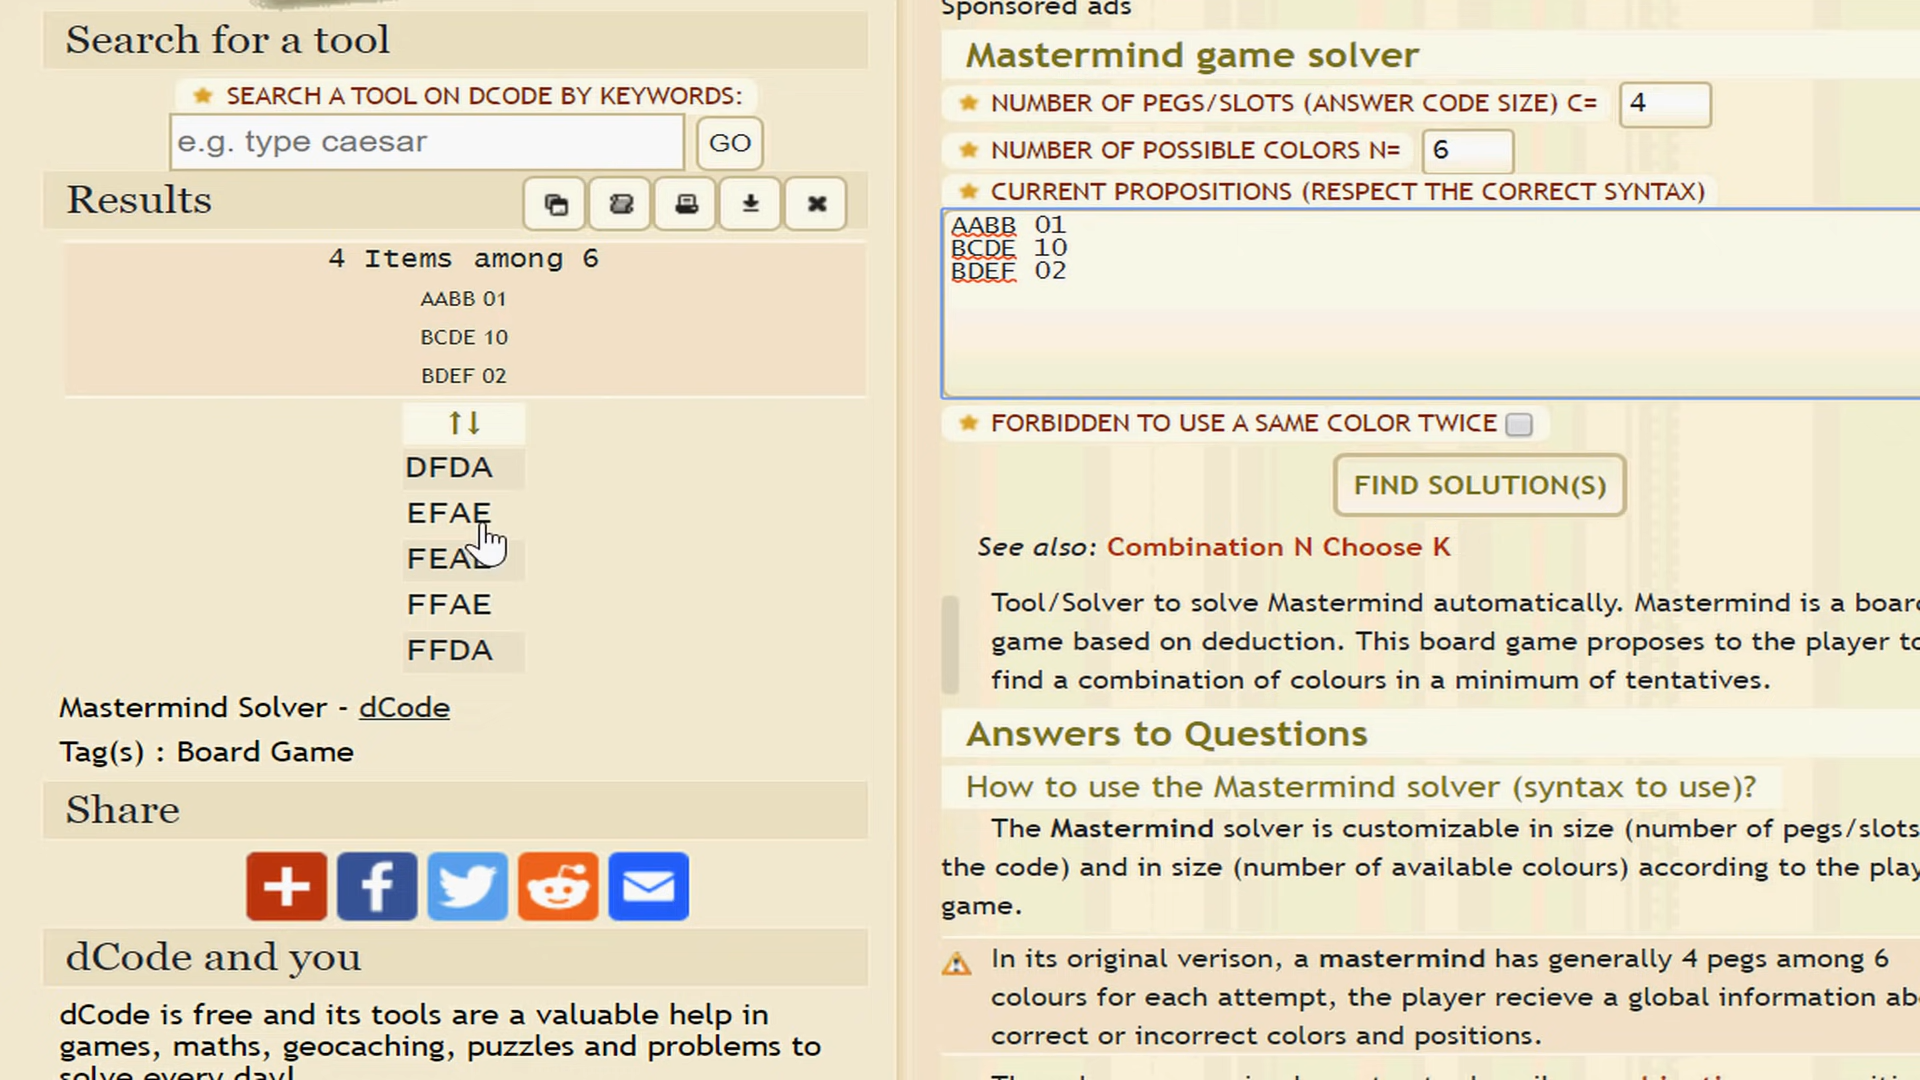 Search for a tool
SEARCH A TOOL ON DCODE BY KEYWORDS:
e.g. type caesar
GO
Results
4 Items among 6
AABB 01
BCDE 10
BDEF 02
↑↓
DFDA
EFAE
FEAE
FFAE
FFDA
Mastermind Solver - dCode
Tag(s) : Board Game
Share
dCode and you
dCode is free and its tools are a valuable help in
games, maths, geocaching, puzzles and problems to
solve every day!
Sponsored ads
Mastermind game solver
NUMBER OF PEGS/SLOTS (ANSWER CODE SIZE) C= 4
NUMBER OF POSSIBLE COLORS N= 6
CURRENT PROPOSITIONS (RESPECT THE CORRECT SYNTAX)
AABB 01
BCDE 10
BDEF 02
FORBIDDEN TO USE A SAME COLOR TWICE
FIND SOLUTION(S)
See also: Combination N Choose K
Tool/Solver to solve Mastermind automatically. Mastermind is a board
game based on deduction. This board game proposes to the player to
find a combination of colours in a minimum of tentatives.
Answers to Questions
How to use the Mastermind solver (syntax to use)?
The Mastermind solver is customizable in size (number of pegs/slots
the code) and in size (number of available colours) according to the play
game.
In its original verison, a mastermind has generally 4 pegs among 6
colours for each attempt, the player recieve a global information ab
correct or incorrect colors and positions.